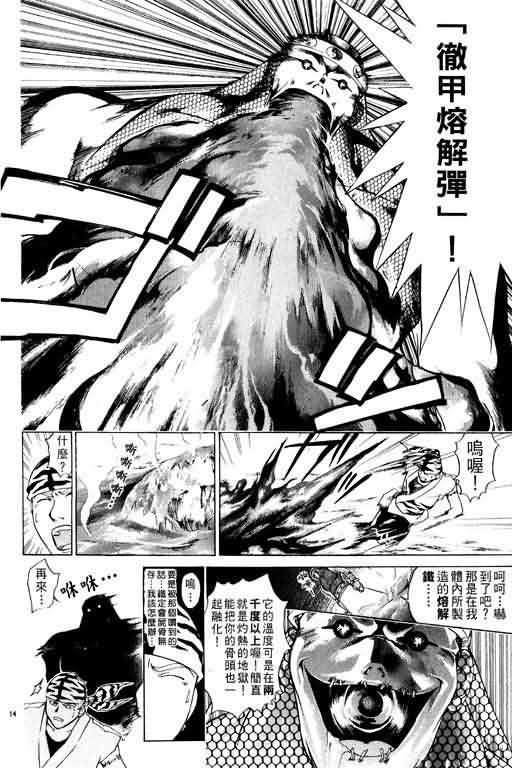 「徹甲熔解彈」！
嗚喔！
嘶
嘶
嘶
什麼？
呵呵…嚇
到了吧？
那是在我
體內所製
造的熔解
鐵…
它的溫度可是在兩
千度以上喔！簡直
就是灼熱的地獄！
能把你的骨頭也一
起融化！
嗚…
要是被那個噴到的
話…鐵定會屍骨無
存…我該怎麼辦…
咻咻…
再來…
14